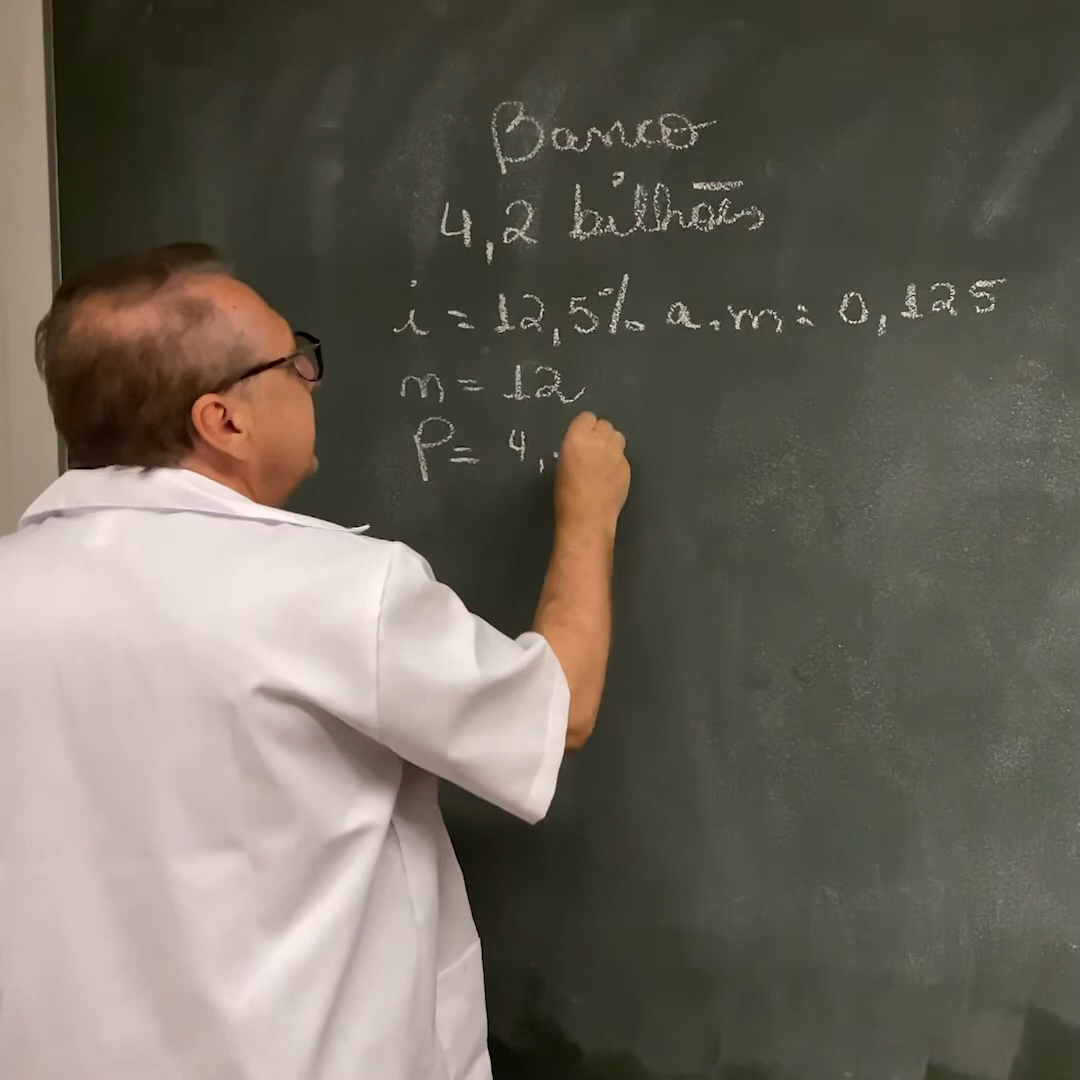 Banco
4,2 bilhões
i = 12,5% a.m = 0,125
n = 12
P = 4,